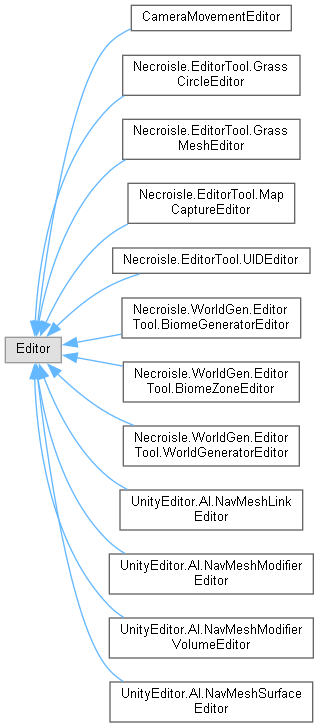 CameraMovementEditor
Necroisle.EditorTool.Grass
CircleEditor
Necroisle.EditorTool.Grass
MeshEditor
Necroisle.EditorTool.Map
CaptureEditor
Necroisle.EditorTool.UIDEditor
Necroisle.WorldGen.Editor
Tool.BiomeGeneratorEditor
Editor
Necroisle.WorldGen.Editor
Tool.BiomeZoneEditor
Necroisle.WorldGen.Editor
Tool.WorldGeneratorEditor
UnityEditor.AI.NavMeshLink
Editor
UnityEditor.AI.NavMeshModifier
Editor
UnityEditor.AI.NavMeshModifier
VolumeEditor
UnityEditor.AI.NavMeshSurface
Editor